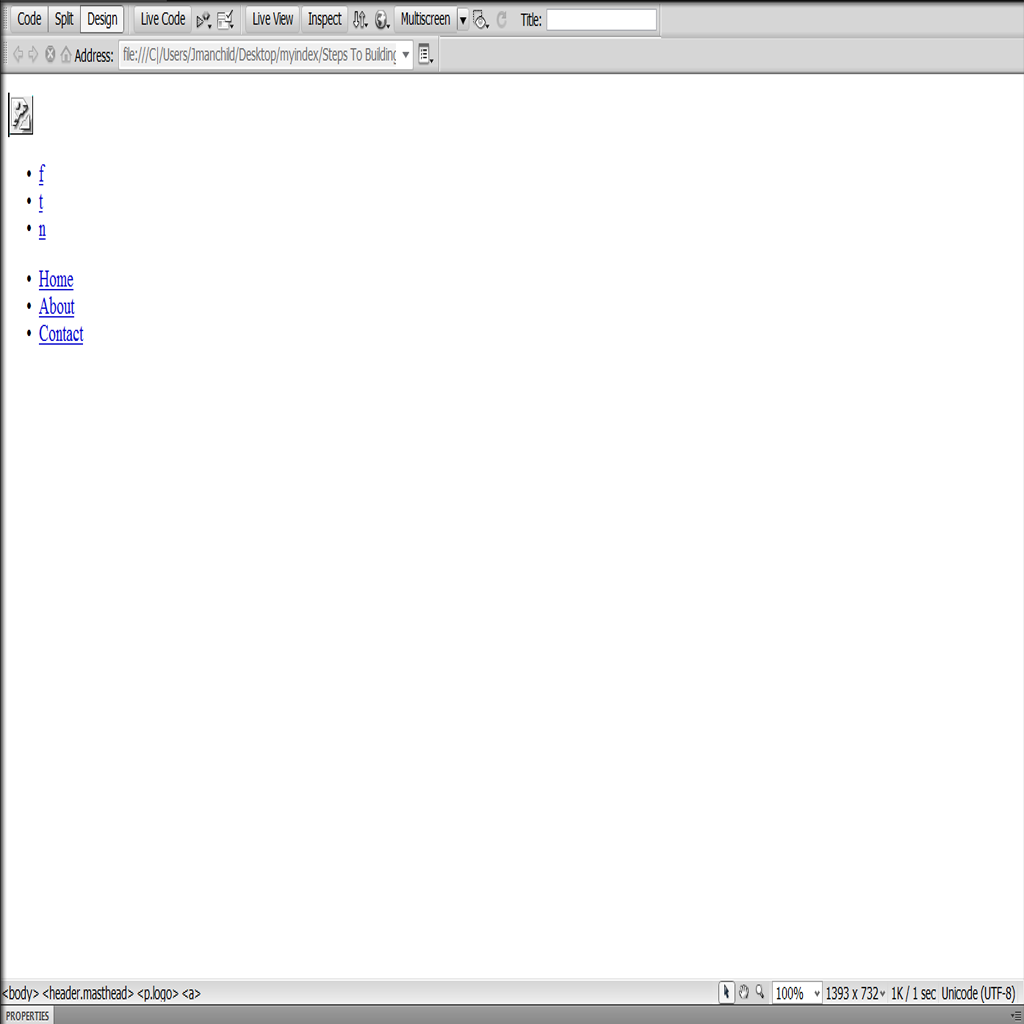 Code Split Design Live Code Live View Inspect Multiscreen Title:
Address: file:///C|/Users/Jmanchild/Desktop/myindex/Steps To Building
f
t
n
Home
About
Contact
<body> <header.masthead> <p.logo> <a> 100% 1393 x 732 1K / 1 sec Unicode (UTF-8)
PROPERTIES